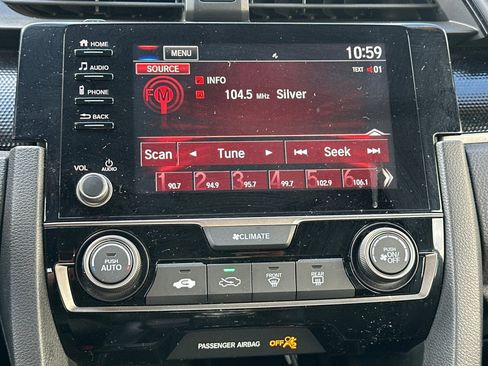 HOME
MENU
10:59
SOURCE
TEXT 01
AUDIO
INFO
FM
104.5 MHz Silver
PHONE
BACK
Scan ◄ Tune ► Seek
VOL AUDIO
1 90.7 2 94.9 3 95.7 4 99.7 5 102.9 6 106.1
CLIMATE
PUSH
AUTO
PUSH
ON/
OFF
FRONT REAR
PASSENGER AIRBAG OFF